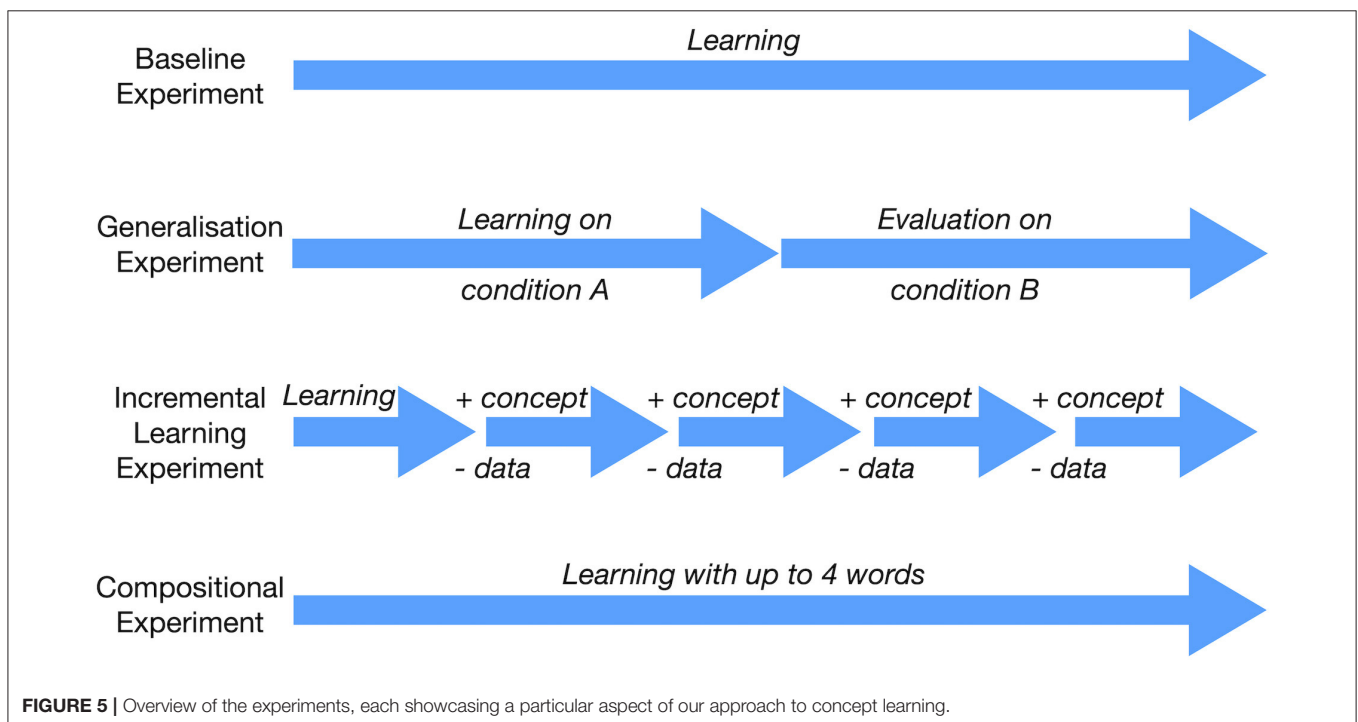 Baseline
Experiment
Learning
Generalisation
Experiment
Learning on
condition A
Evaluation on
condition B
Incremental
Learning
Experiment
Learning
+ concept
- data
+ concept
- data
+ concept
- data
+ concept
- data
Compositional
Experiment
Learning with up to 4 words
FIGURE 5 | Overview of the experiments, each showcasing a particular aspect of our approach to concept learning.